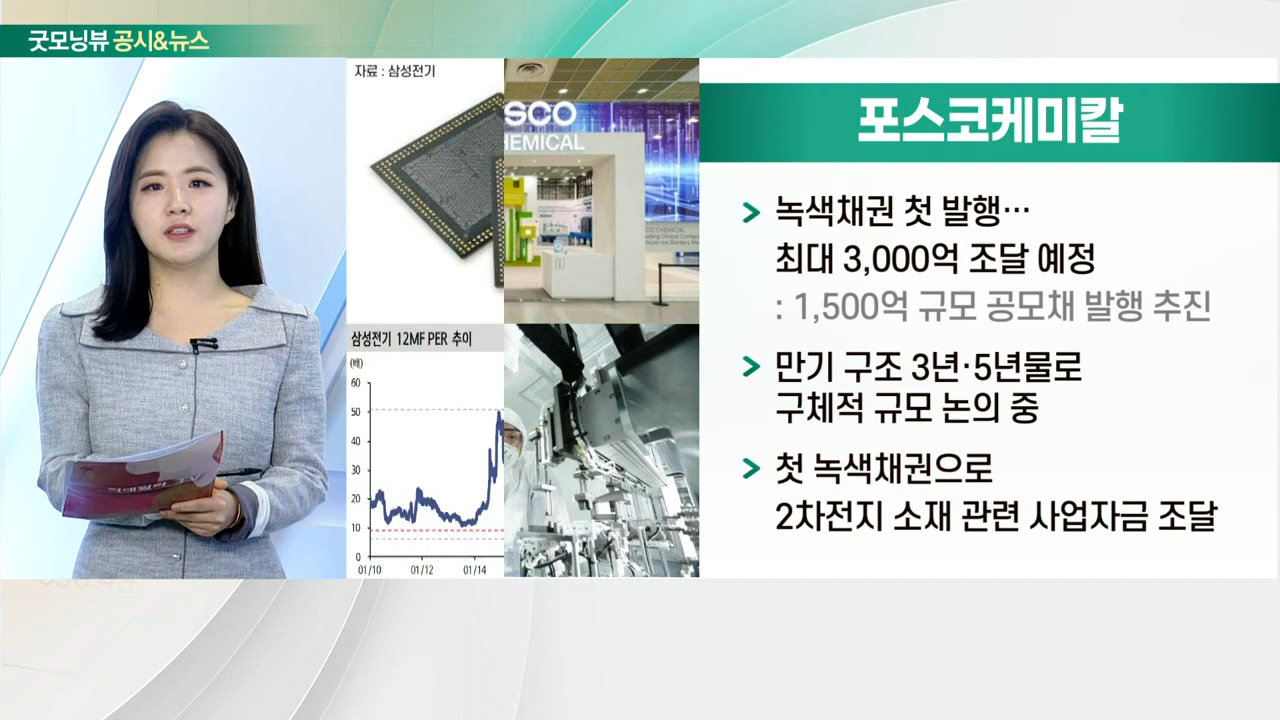 굿모닝뷰 공시&뉴스
자료 : 삼성전기
SCO
HEMICAL
삼성전기 12MF PER 추이
(배)
60
50
40
30
20
10
0
01/10 01/12 01/14
포스코케미칼
> 녹색채권 첫 발행…
최대 3,000억 조달 예정
: 1,500억 규모 공모채 발행 추진
> 만기 구조 3년·5년물로
구체적 규모 논의 중
> 첫 녹색채권으로
2차전지 소재 관련 사업자금 조달